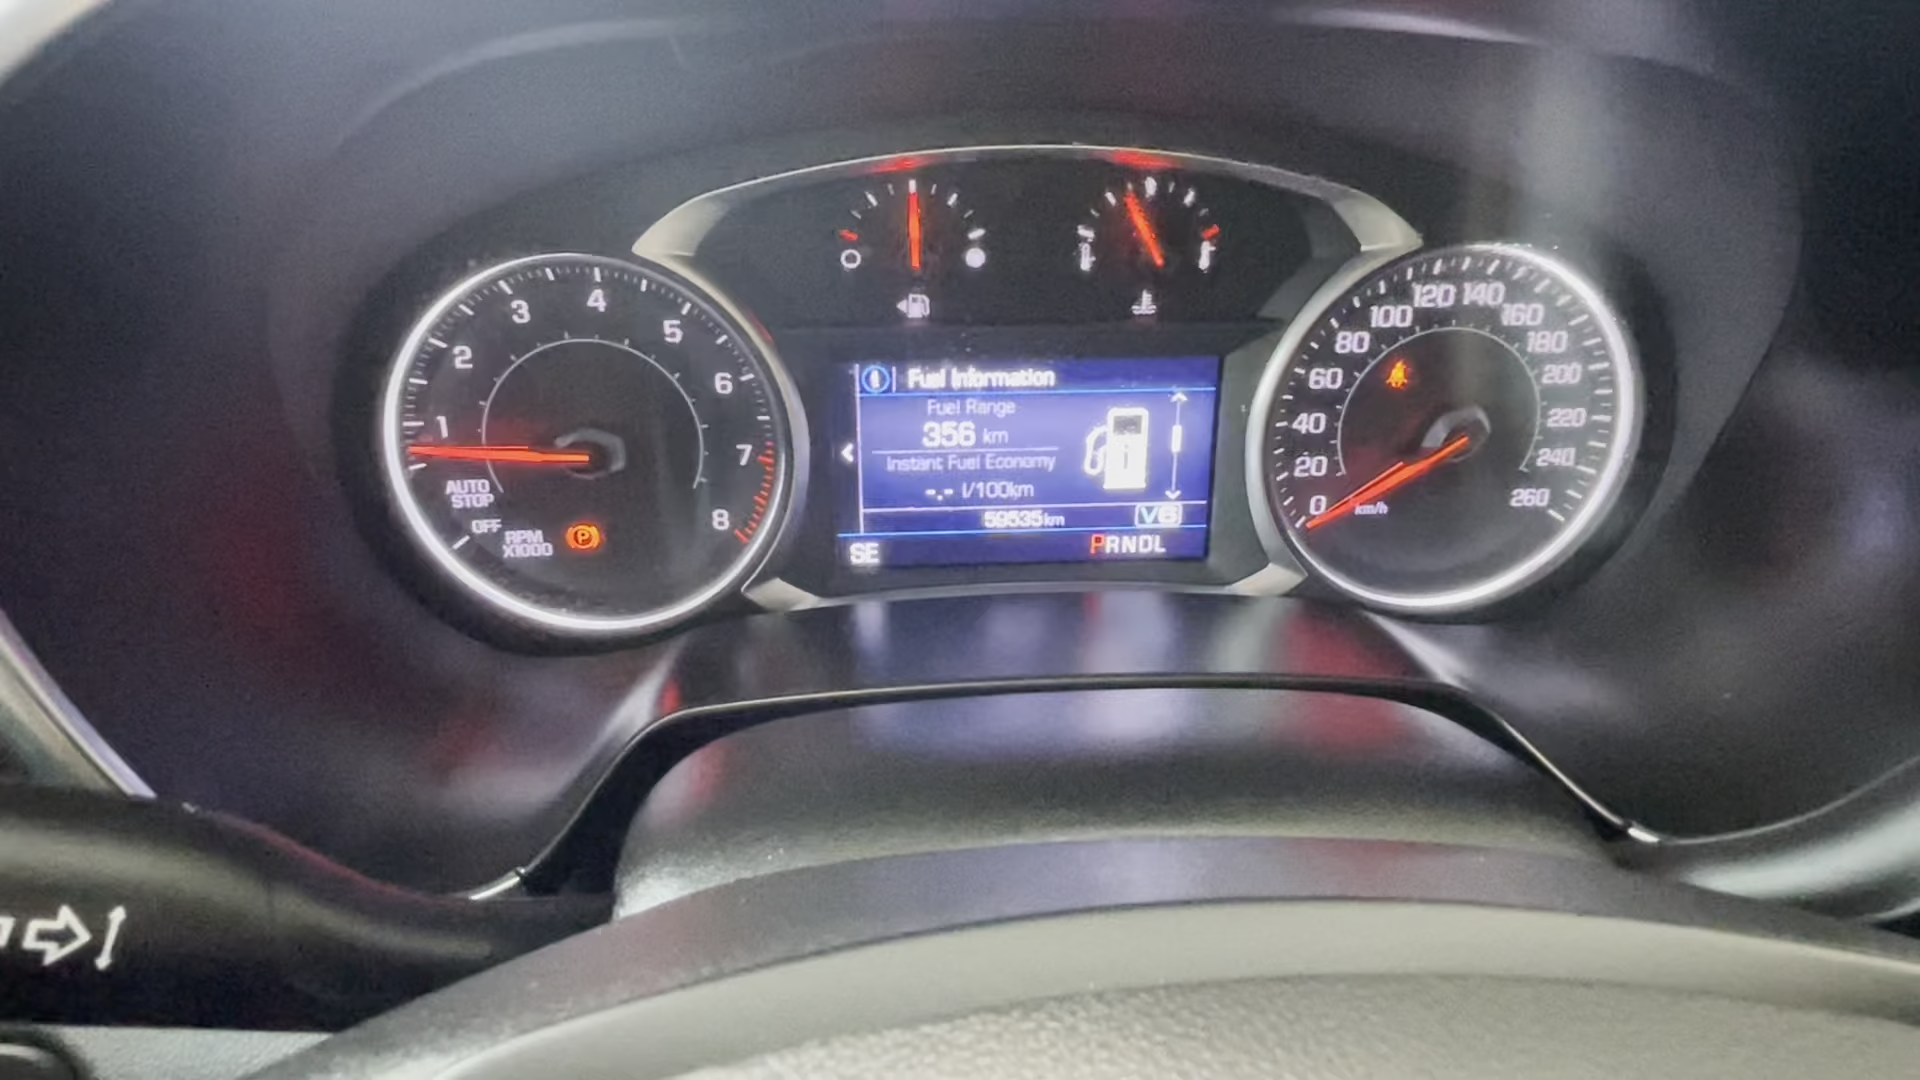 1
2
3
4
5
6
7
8
AUTO
STOP
OFF
RPM
X1000
P
Fuel Information
Fuel Range
356 km
Instant Fuel Economy
-.- l/100km
59535km
V6
SE
PRNDL
0
20
40
60
80
100
120
140
160
180
200
220
240
260
km/h